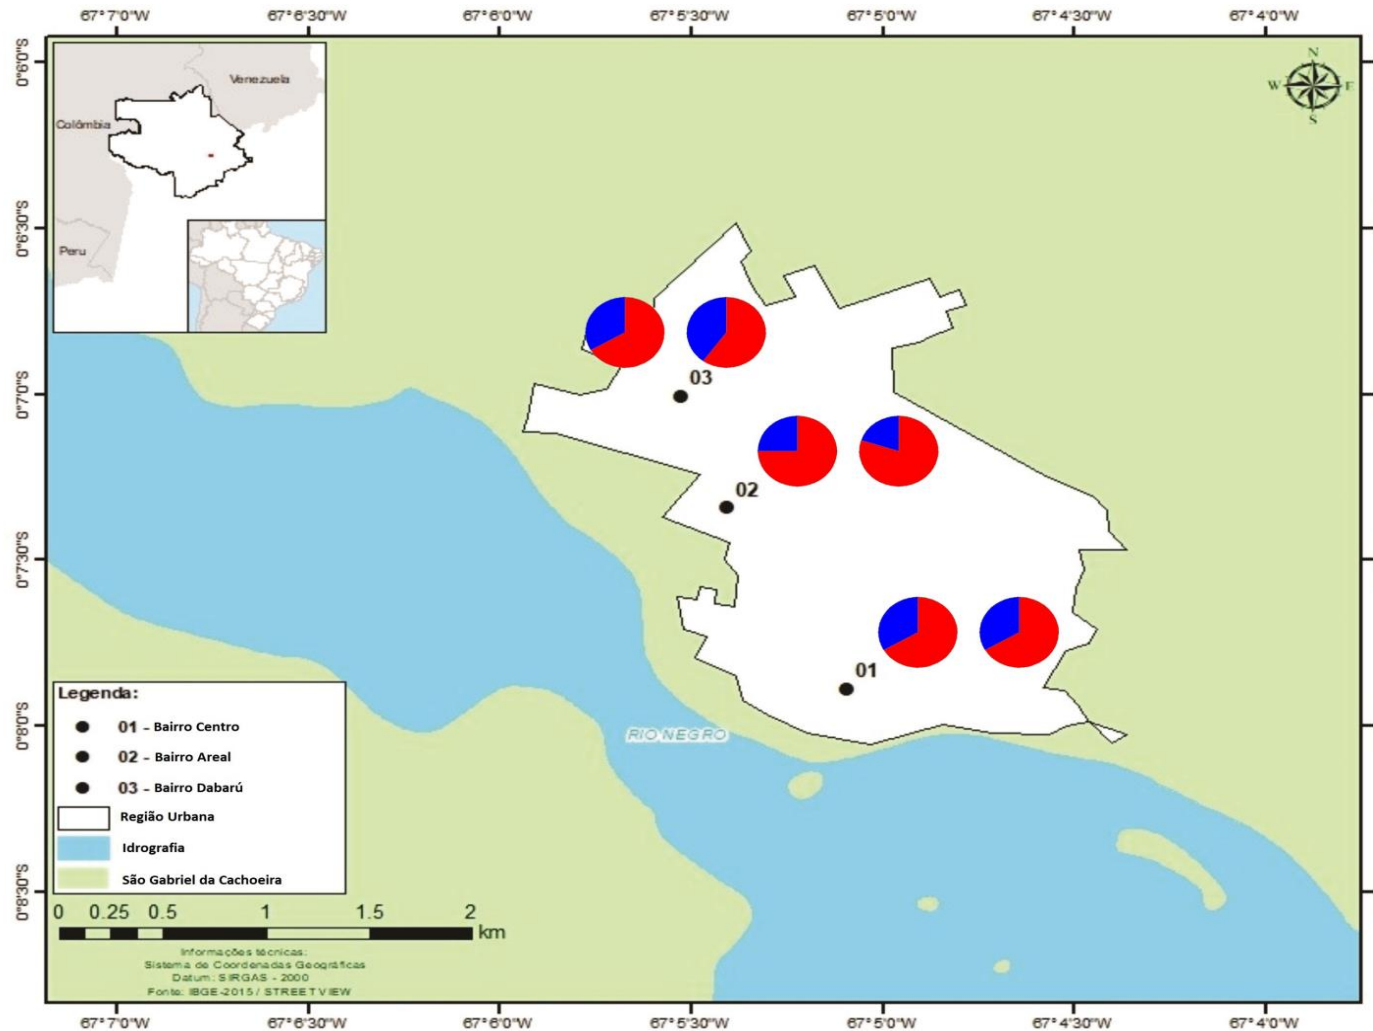 67°7'0"W 67°6'30"W 67°6'0"W 67°5'30"W 67°5'0"W 67°4'30"W 67°4'0"W
0°6'0"S
0°6'30"S
0°7'0"S
0°7'30"S
0°8'0"S
0°8'30"S
N
W E
S
Venezuela
Colômbia
Peru
03
02
01
RIO NEGRO
Legenda:
01 - Bairro Centro
02 - Bairro Areal
03 - Bairro Dabarú
Região Urbana
Idrografia
São Gabriel da Cachoeira
0 0.25 0.5 1 1.5 2
km
Informações técnicas:
Sistema de Coordenadas Geográficas
Datum: SIRGAS - 2000
Fonte: IBGE-2015 / STREET VIEW
67°7'0"W 67°6'30"W 67°6'0"W 67°5'30"W 67°5'0"W 67°4'30"W 67°4'0"W